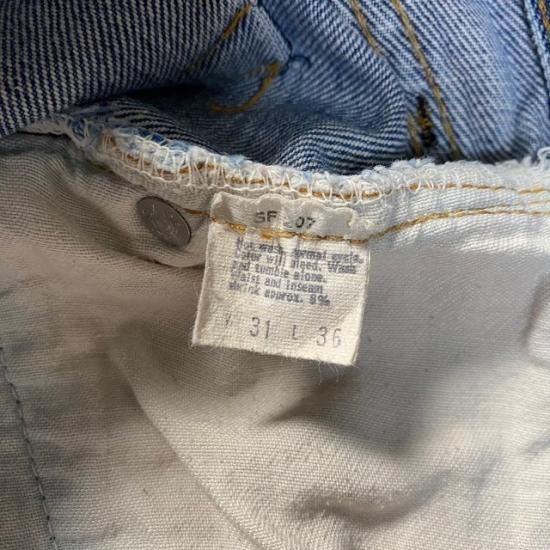 SF 207
Hot wash normal cycle.
Color will bleed. Wash
and tumble alone.
Waist and inseam
shrink approx. 8%
W 31 L 36